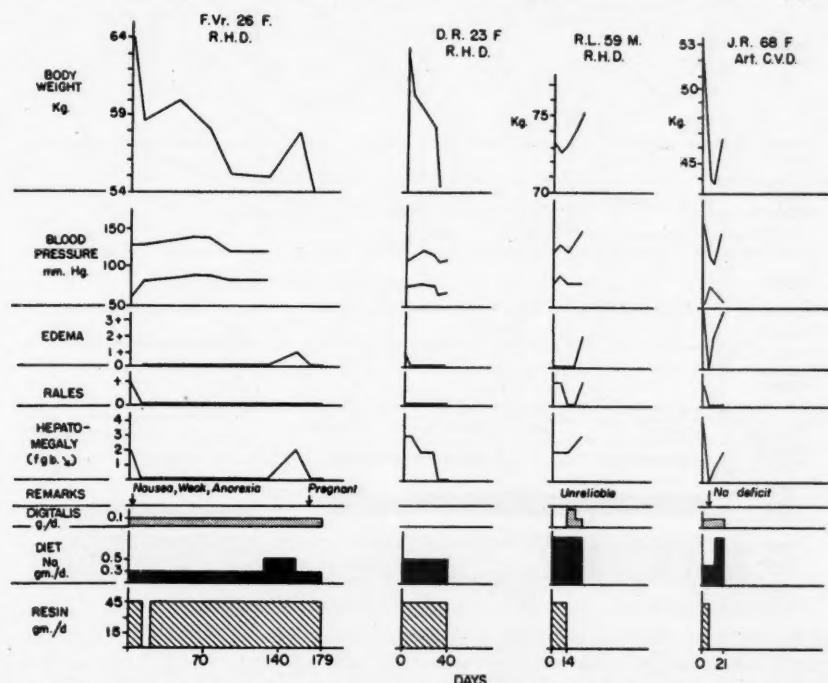 F.Vr. 26 F.
R.H.D.
D.R. 23 F
R.H.D.
R.L. 59 M.
R.H.D.
J.R. 68 F
Art. C.V.D.
BODY
WEIGHT
Kg.
64
59
54
Kg.
75
70
Kg.
53
50
45
BLOOD
PRESSURE
mm. Hg.
150
100
50
EDEMA
3+
2+
1+
0
RALES
+
0
HEPATO-
MEGALY
(fgb. ¼)
4
3
2
1
REMARKS
Nausea, Weak, Anorexia
Pregnant
Unreliable
Na deficit
DIGITALIS
g./d.
0.1
DIET
Na
gm./d.
0.5
0.3
RESIN
gm./d
45
15
70
140
179
0
40
0
14
0
21
DAYS